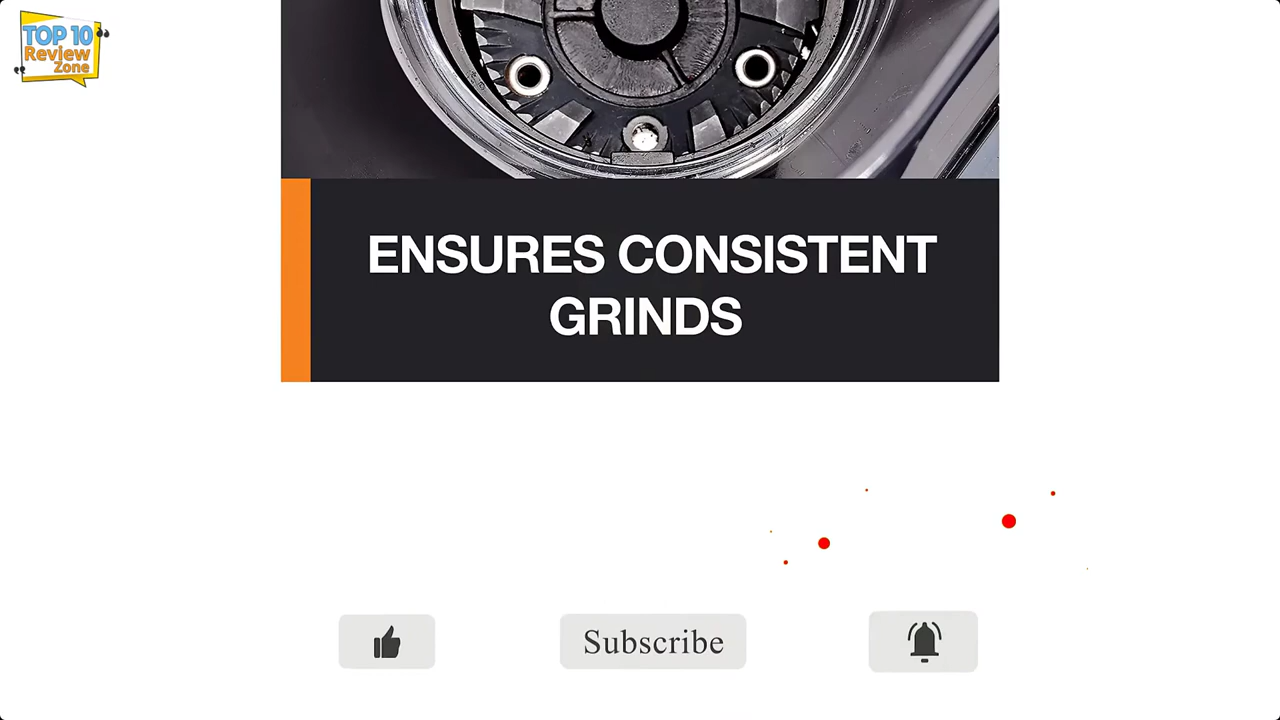 TOP 10
Review
Zone
ENSURES CONSISTENT
GRINDS
Subscribe